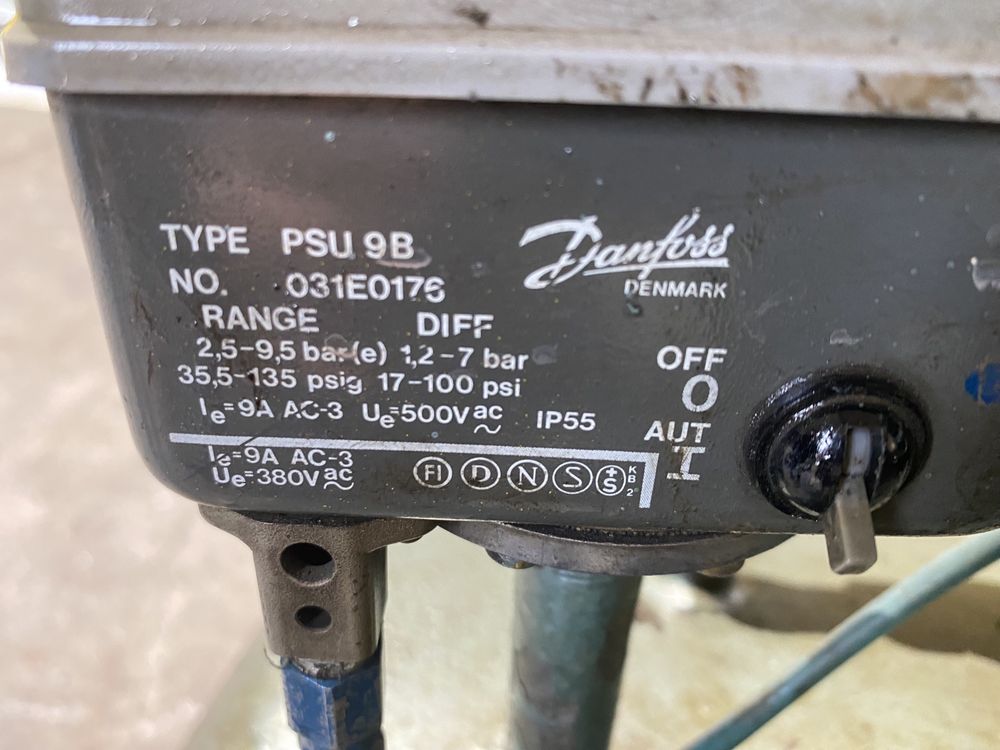 TYPE PSU 9B
NO. 031E0176
Danfoss
DENMARK
RANGE DIFF
2,5-9,5 bar(e) 1,2-7 bar
35,5-135 psig 17-100 psi
Ie=9A AC-3 Ue=500V ac ~ IP55
Ie=9A AC-3
Ue=380V ac ~
FI D N S +S KB2
OFF
O
AUT
I